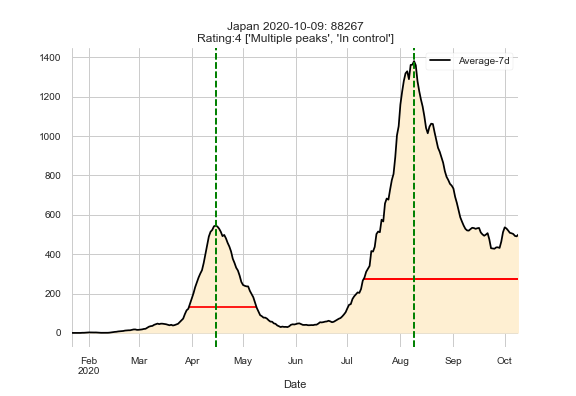 Japan 2020-10-09: 88267
Rating:4 ['Multiple peaks', 'In control']
Average-7d
1400
1200
1000
800
600
400
200
0
Feb Mar Apr May Jun Jul Aug Sep Oct
2020
Date